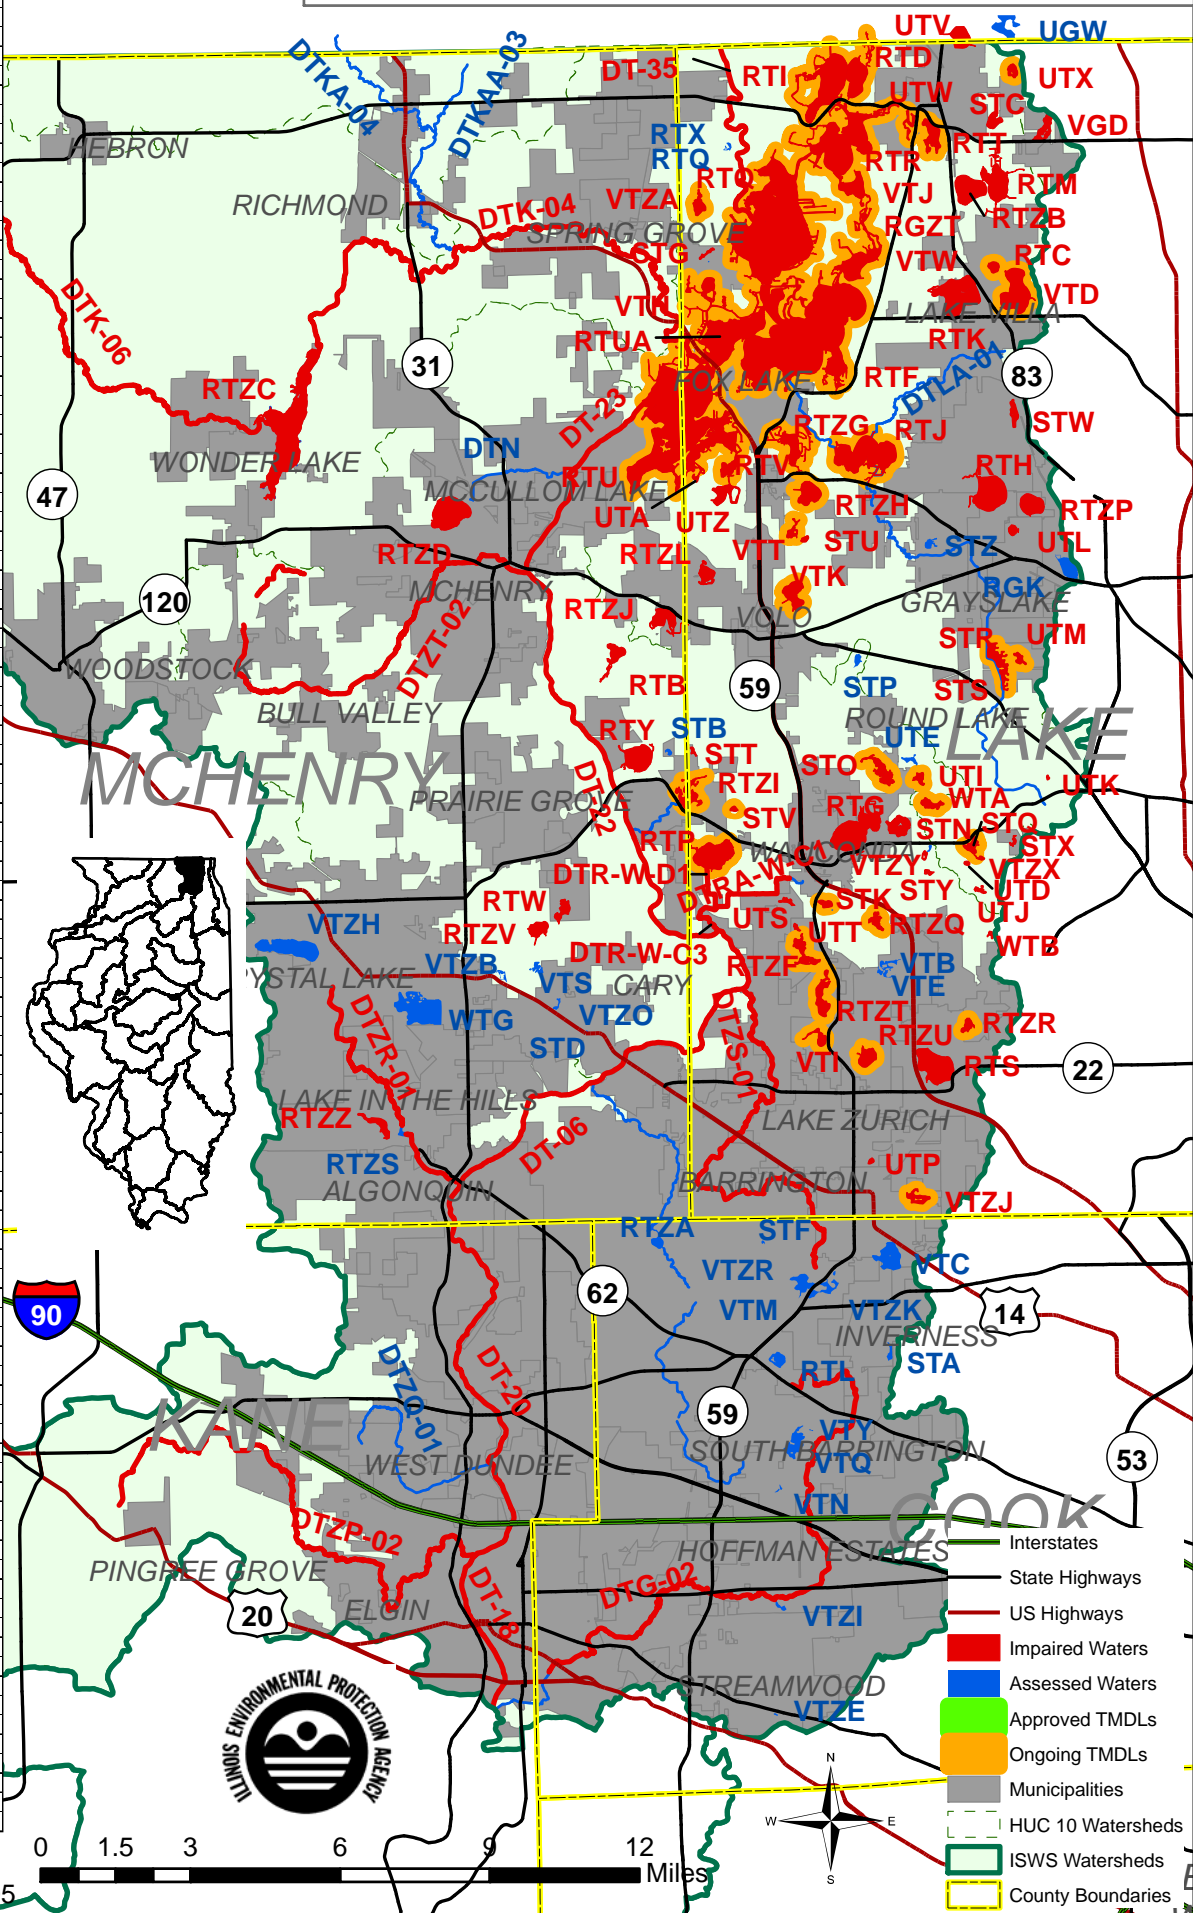 UTV
UGW
DTKA-04
DTKAA-03
DT-35
RTI
RTD
UTX
UTW
STC
VGD
RTX
RTQ
RTT
HEBRON
RTR
RTQ
RTM
RICHMOND
DTK-04
VTZA
VTJ
RTZB
SPRING GROVE
RGZT
STG
VTW
RTC
VTD
DTK-06
LAKE VILLA
RTUA
RTK
31
RTZC
FOX LAKE
RTF
DTLA-01
83
DT-23
RTZG
RTJ
STW
WONDER LAKE
DTN
RTV
RTH
47
RTU
MCCULLOM LAKE
UTA
UTZ
RTZH
RTZP
RTZD
RTZL
VTT
STU
STZ
UTL
MCHENRY
VTK
RGK
120
RTZJ
VOLO
GRAYSLAKE
DTZT-02
STR
UTM
WOODSTOCK
RTB
59
STP
STS
BULL VALLEY
ROUND LAKE
RTY
STB
UTE
LAKE
MCHENRY
STT
STO
DT-22
RTZI
UTI
UTK
PRAIRIE GROVE
STV
RTG
WTA
RTP
STN
STQ
STX
WAUCONDA
DTR-W-D1
DTRA-W-C1
VTZY
VTZX
RTW
STK
STY
UTD
VTZH
RTZV
UTS
UTT
RTZQ
UTJ
DTR-W-C3
WTB
CRYSTAL LAKE
VTZB
VTS
CARY
RTZF
VTB
VTE
WTG
VTZO
DTZR-01
DTZS-01
RTZT
RTZU
RTZR
STD
VTI
RTS
22
LAKE IN THE HILLS
RTZZ
LAKE ZURICH
DT-06
RTZS
UTP
ALGONQUIN
BARRINGTON
VTZJ
RTZA
STF
VTZR
VTC
62
90
VTM
VTZK
14
INVERNESS
STA
DTZQ-01
DT-20
RTL
KANE
59
VTY
SOUTH BARRINGTON
53
WEST DUNDEE
VTQ
VTN
COOK
DTZP-02
HOFFMAN ESTATES
PINGREE GROVE
DT-18
DTG-02
20
ELGIN
VTZI
STREAMWOOD
VTZE
ILLINOIS ENVIRONMENTAL PROTECTION AGENCY
Interstates
State Highways
US Highways
Impaired Waters
Assessed Waters
Approved TMDLs
Ongoing TMDLs
Municipalities
HUC 10 Watersheds
ISWS Watersheds
County Boundaries
N
W
E
S
0 1.5 3 6 9 12
Miles
5